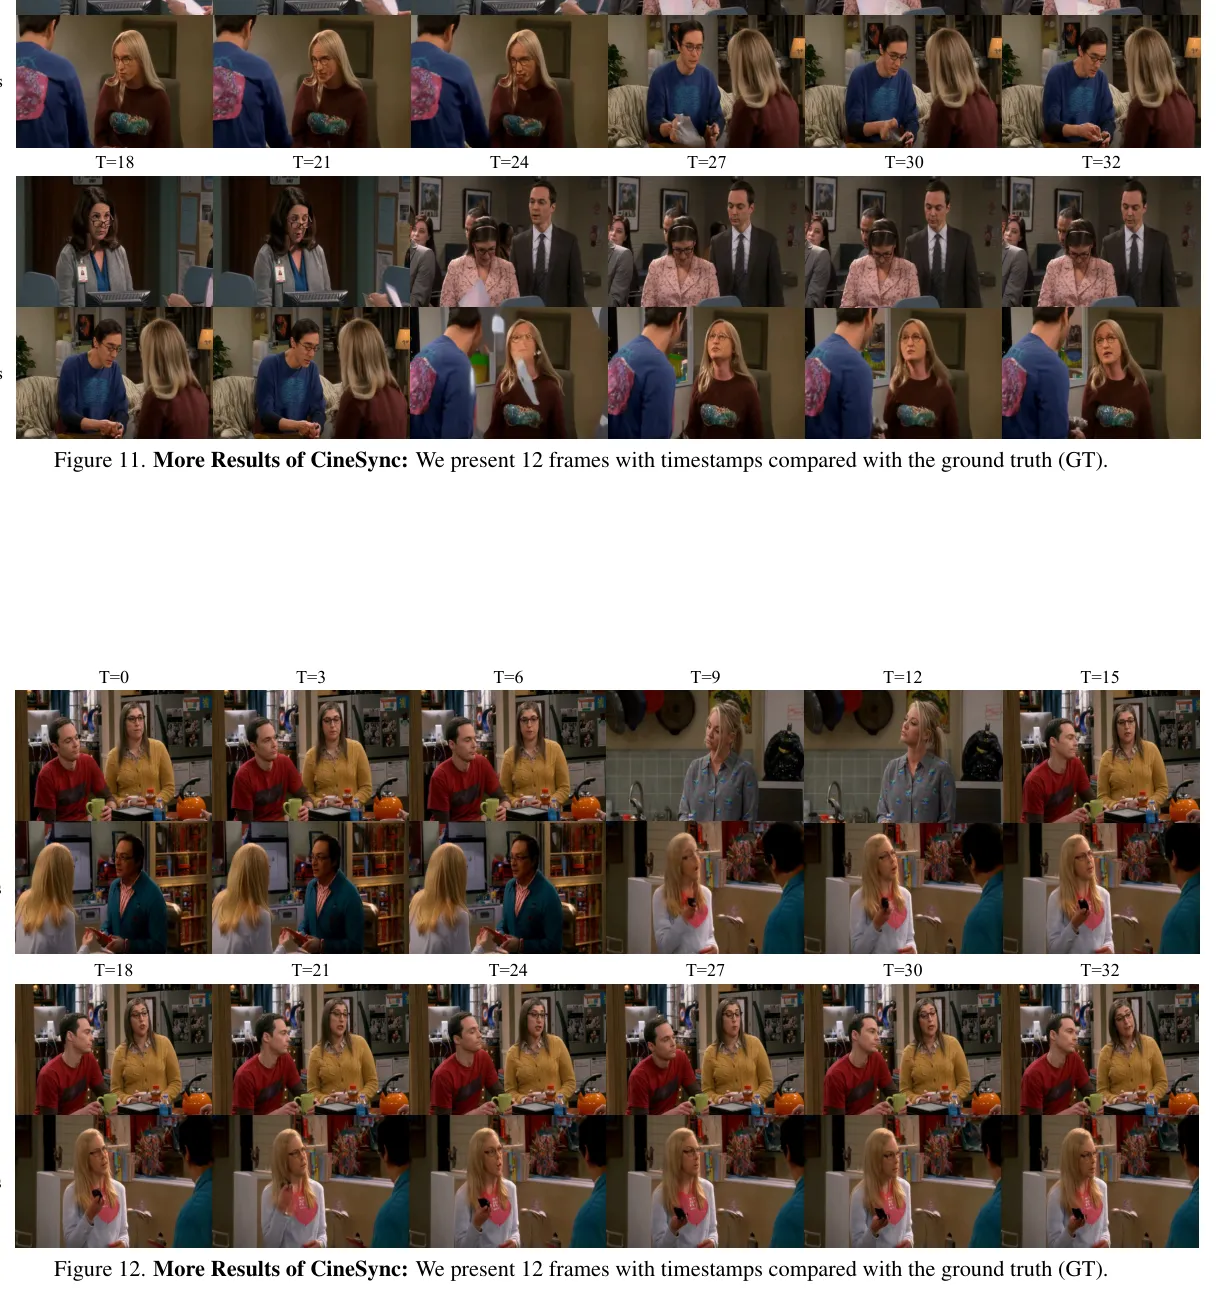 s
T=18 T=21 T=24 T=27 T=30 T=32
s
Figure 11. More Results of CineSync: We present 12 frames with timestamps compared with the ground truth (GT).
T=0 T=3 T=6 T=9 T=12 T=15
s
T=18 T=21 T=24 T=27 T=30 T=32
s
Figure 12. More Results of CineSync: We present 12 frames with timestamps compared with the ground truth (GT).